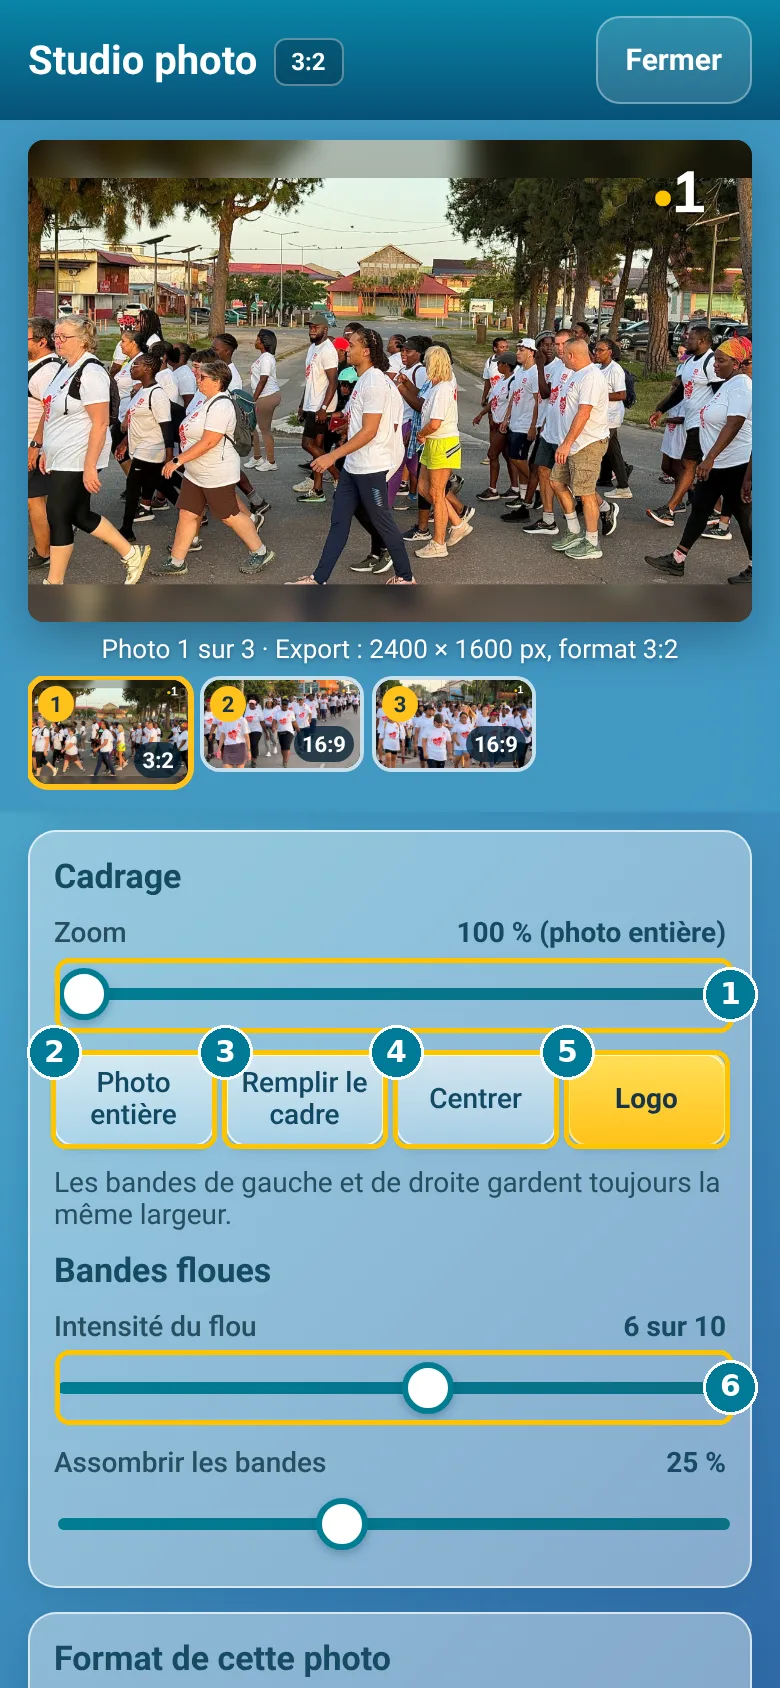 Studio photo
3:2
Fermer
1
Photo 1 sur 3 · Export : 2400 × 1600 px, format 3:2
1
·1
3:2
2
16:9
3
·1
16:9
Cadrage
Zoom
100 % (photo entière)
1
2
3
4
5
Photo entière
Remplir le cadre
Centrer
Logo
Les bandes de gauche et de droite gardent toujours la
même largeur.
Bandes floues
Intensité du flou
6 sur 10
6
Assombrir les bandes
25 %
Format de cette photo